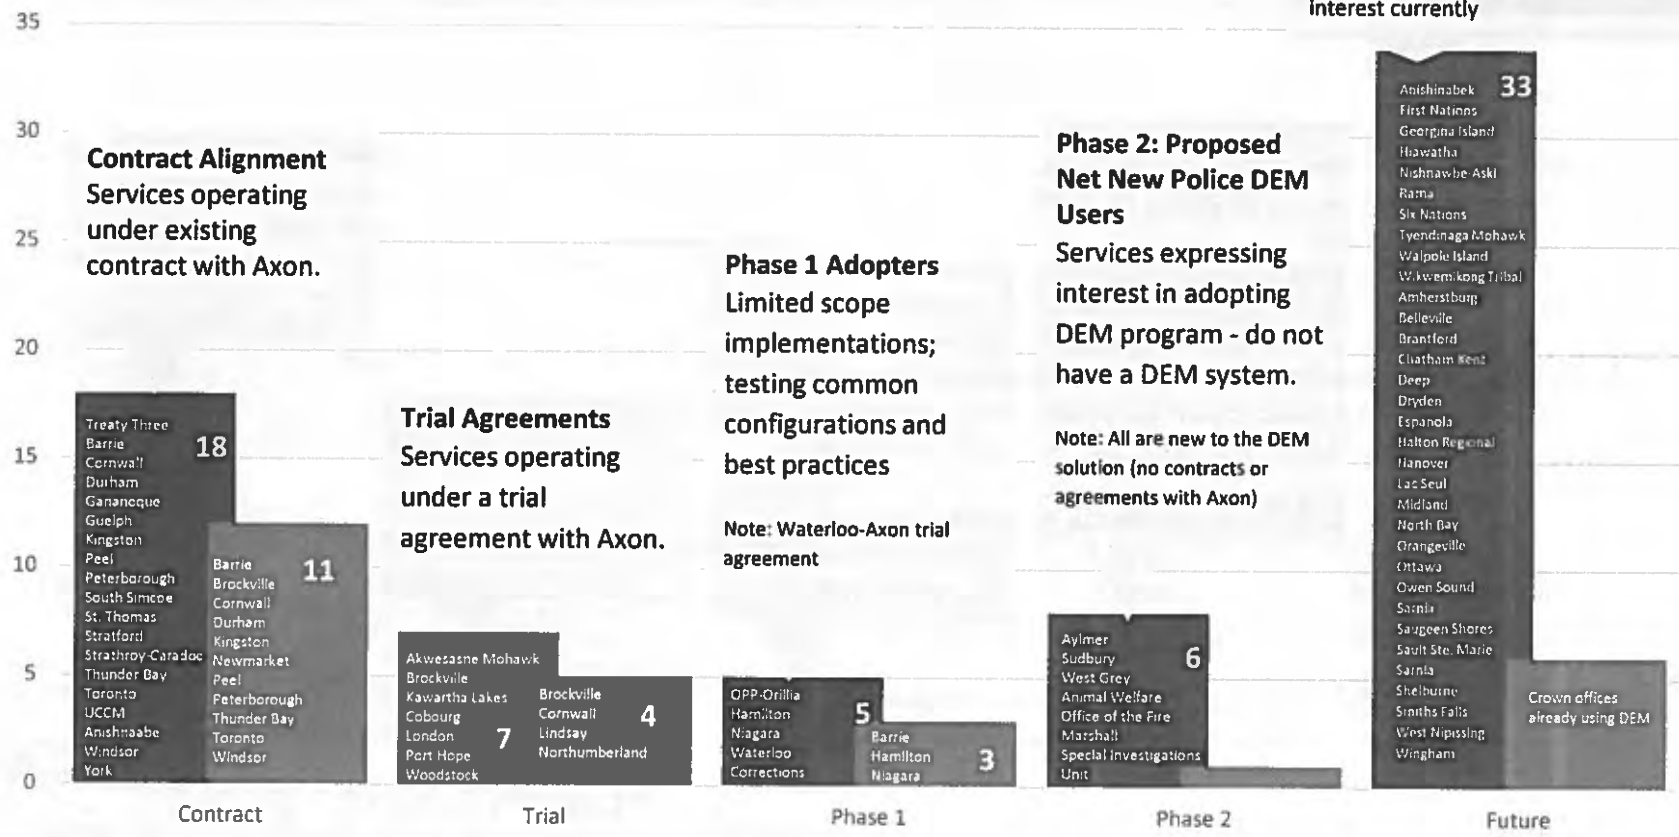 interest currently
35
30
25
20
15
10
5
0
Contract Alignment
Services operating
under existing
contract with Axon.
Treaty Three
Barrie
Cornwall
Durham
Gananoque
Guelph
Kingston
Peel
Peterborough
South Simcoe
St. Thomas
Stratford
Strathroy-Caradoc
Thunder Bay
Toronto
UCCM
Anishnaabe
Windsor
York
18
Barrie
Brockville
Cornwall
Durham
Kingston
Newmarket
Peel
Peterborough
Thunder Bay
Toronto
Windsor
11
Contract
Trial Agreements
Services operating
under a trial
agreement with Axon.
Akwesasne Mohawk
Brockville
Kawartha Lakes
Cobourg
London
Port Hope
Woodstock
7
Brockville
Cornwall
Lindsay
Northumberland
4
Trial
Phase 1 Adopters
Limited scope
implementations;
testing common
configurations and
best practices
Note: Waterloo-Axon trial
agreement
OPP-Orillia
Hamilton
Niagara
Waterloo
Corrections
5
Barrie
Hamilton
Niagara
3
Phase 1
Phase 2: Proposed
Net New Police DEM
Users
Services expressing
interest in adopting
DEM program - do not
have a DEM system.
Note: All are new to the DEM
solution (no contracts or
agreements with Axon)
Aylmer
Sudbury
West Grey
Animal Welfare
Office of the Fire
Marshall
Special Investigations
Unit
6
Phase 2
Anishinabek
First Nations
Georgina Island
Hiawatha
Nishnawbe-Aski
Rama
Six Nations
Tyendinaga Mohawk
Walpole Island
Wikwemikong Tribal
Amherstburg
Belleville
Brantford
Chatham Kent
Deep
Dryden
Espanola
Halton Regional
Hanover
Lac Seul
Midland
North Bay
Orangeville
Ottawa
Owen Sound
Sarnia
Saugeen Shores
Sault Ste. Marie
Sarnia
Shelburne
Smiths Falls
West Nipissing
Wingham
33
Crown offices
already using DEM
Future